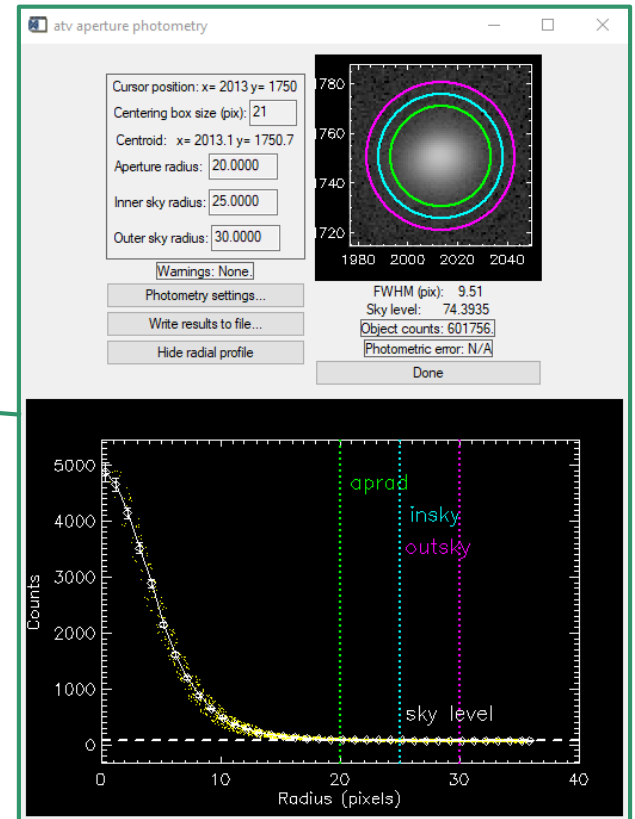 atv aperture photometry
Cursor position: x= 2013 y= 1750
Centering box size (pix): 21
Centroid: x= 2013.1 y= 1750.7
Aperture radius: 20.0000
Inner sky radius: 25.0000
Outer sky radius: 30.0000
Warnings: None.
Photometry settings...
Write results to file...
Hide radial profile
1780
1760
1740
1720
1980 2000 2020 2040
FWHM (pix): 9.51
Sky level: 74.3935
Object counts: 601756.
Photometric error: N/A
Done
5000
4000
3000
2000
1000
0
Counts
aprad
insky
outsky
sky level
0 10 20 30 40
Radius (pixels)